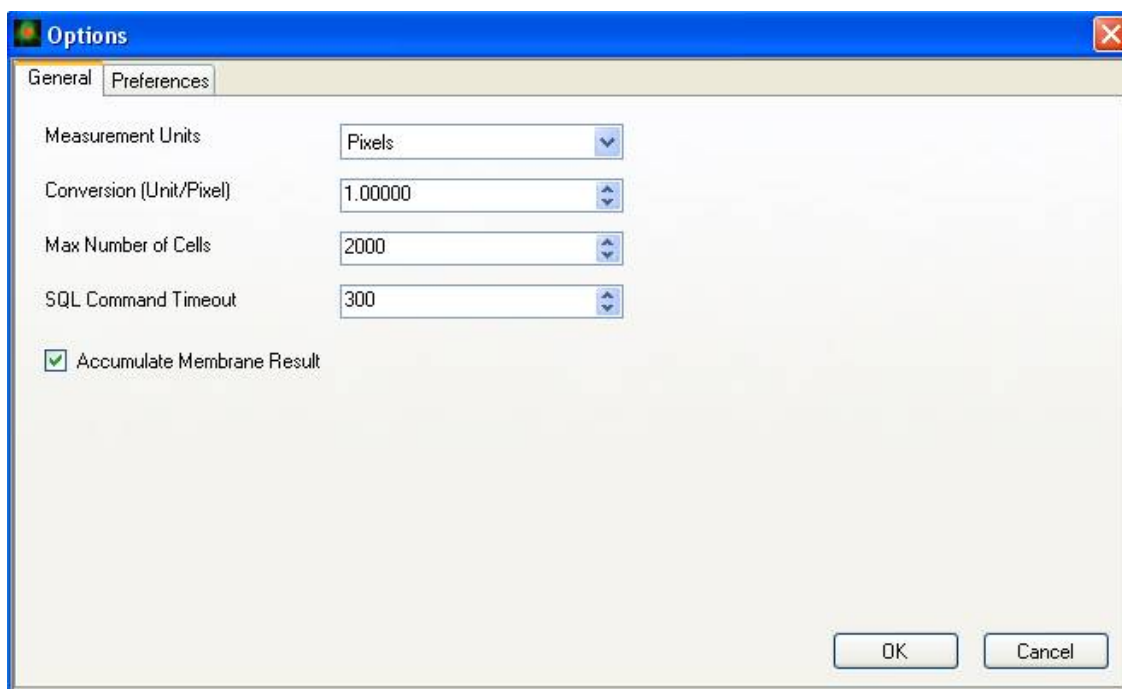 Options
General Preferences
Measurement Units Pixels
Conversion (Unit/Pixel) 1.00000
Max Number of Cells 2000
SQL Command Timeout 300
Accumulate Membrane Result
OK Cancel